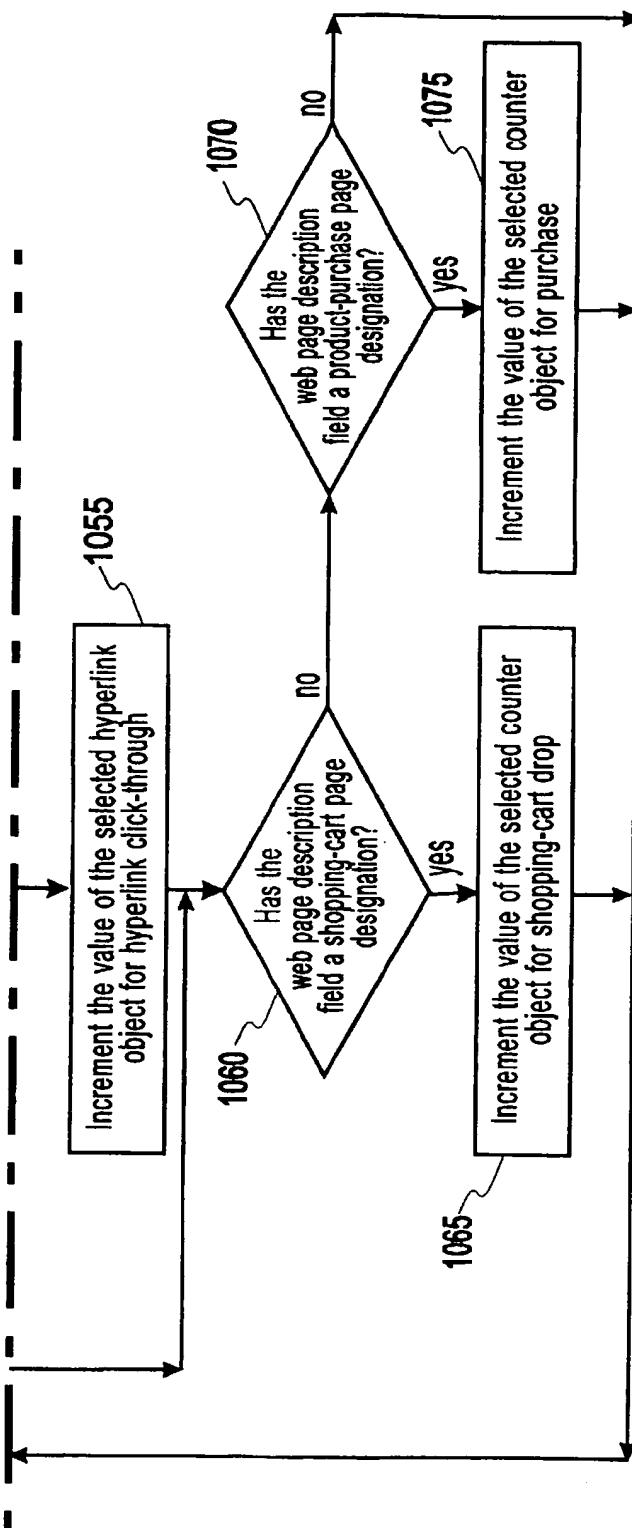 1055
Increment the value of the selected hyperlink
object for hyperlink click-through
1060
Has the
web page description
field a shopping-cart page
designation?
no
yes
1065
Increment the value of the selected counter
object for shopping-cart drop
1070
Has the
web page description
field a product-purchase page
designation?
no
yes
1075
Increment the value of the selected counter
object for purchase